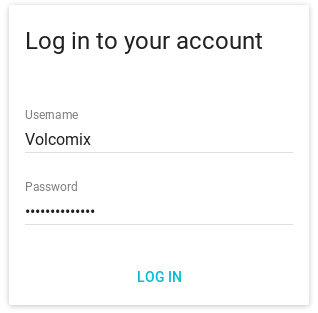 Log in to your account
Username
Volcomix
Password
••••••••••••••
LOG IN